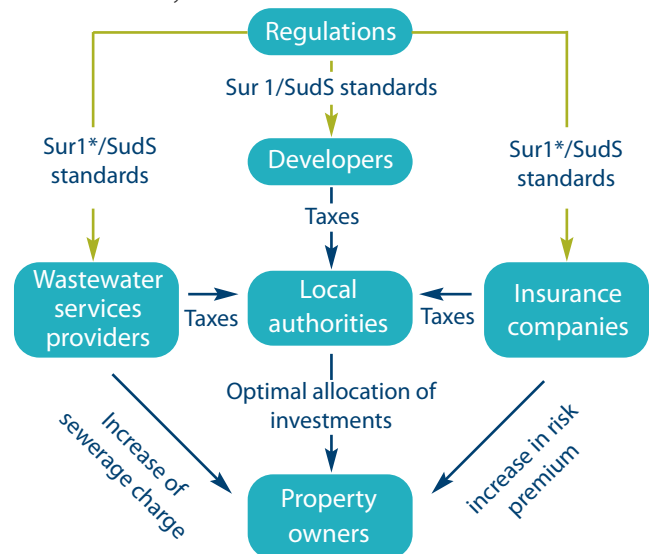 Regulations
Sur 1/SudS standards
Sur1*/SudS
standards
Developers
Sur1*/SudS
standards
Taxes
Wastewater
services
providers
Taxes
Local
authorities
Taxes
Insurance
companies
Optimal allocation of
investments
Increase of
sewerage charge
increase in risk
premium
Property
owners